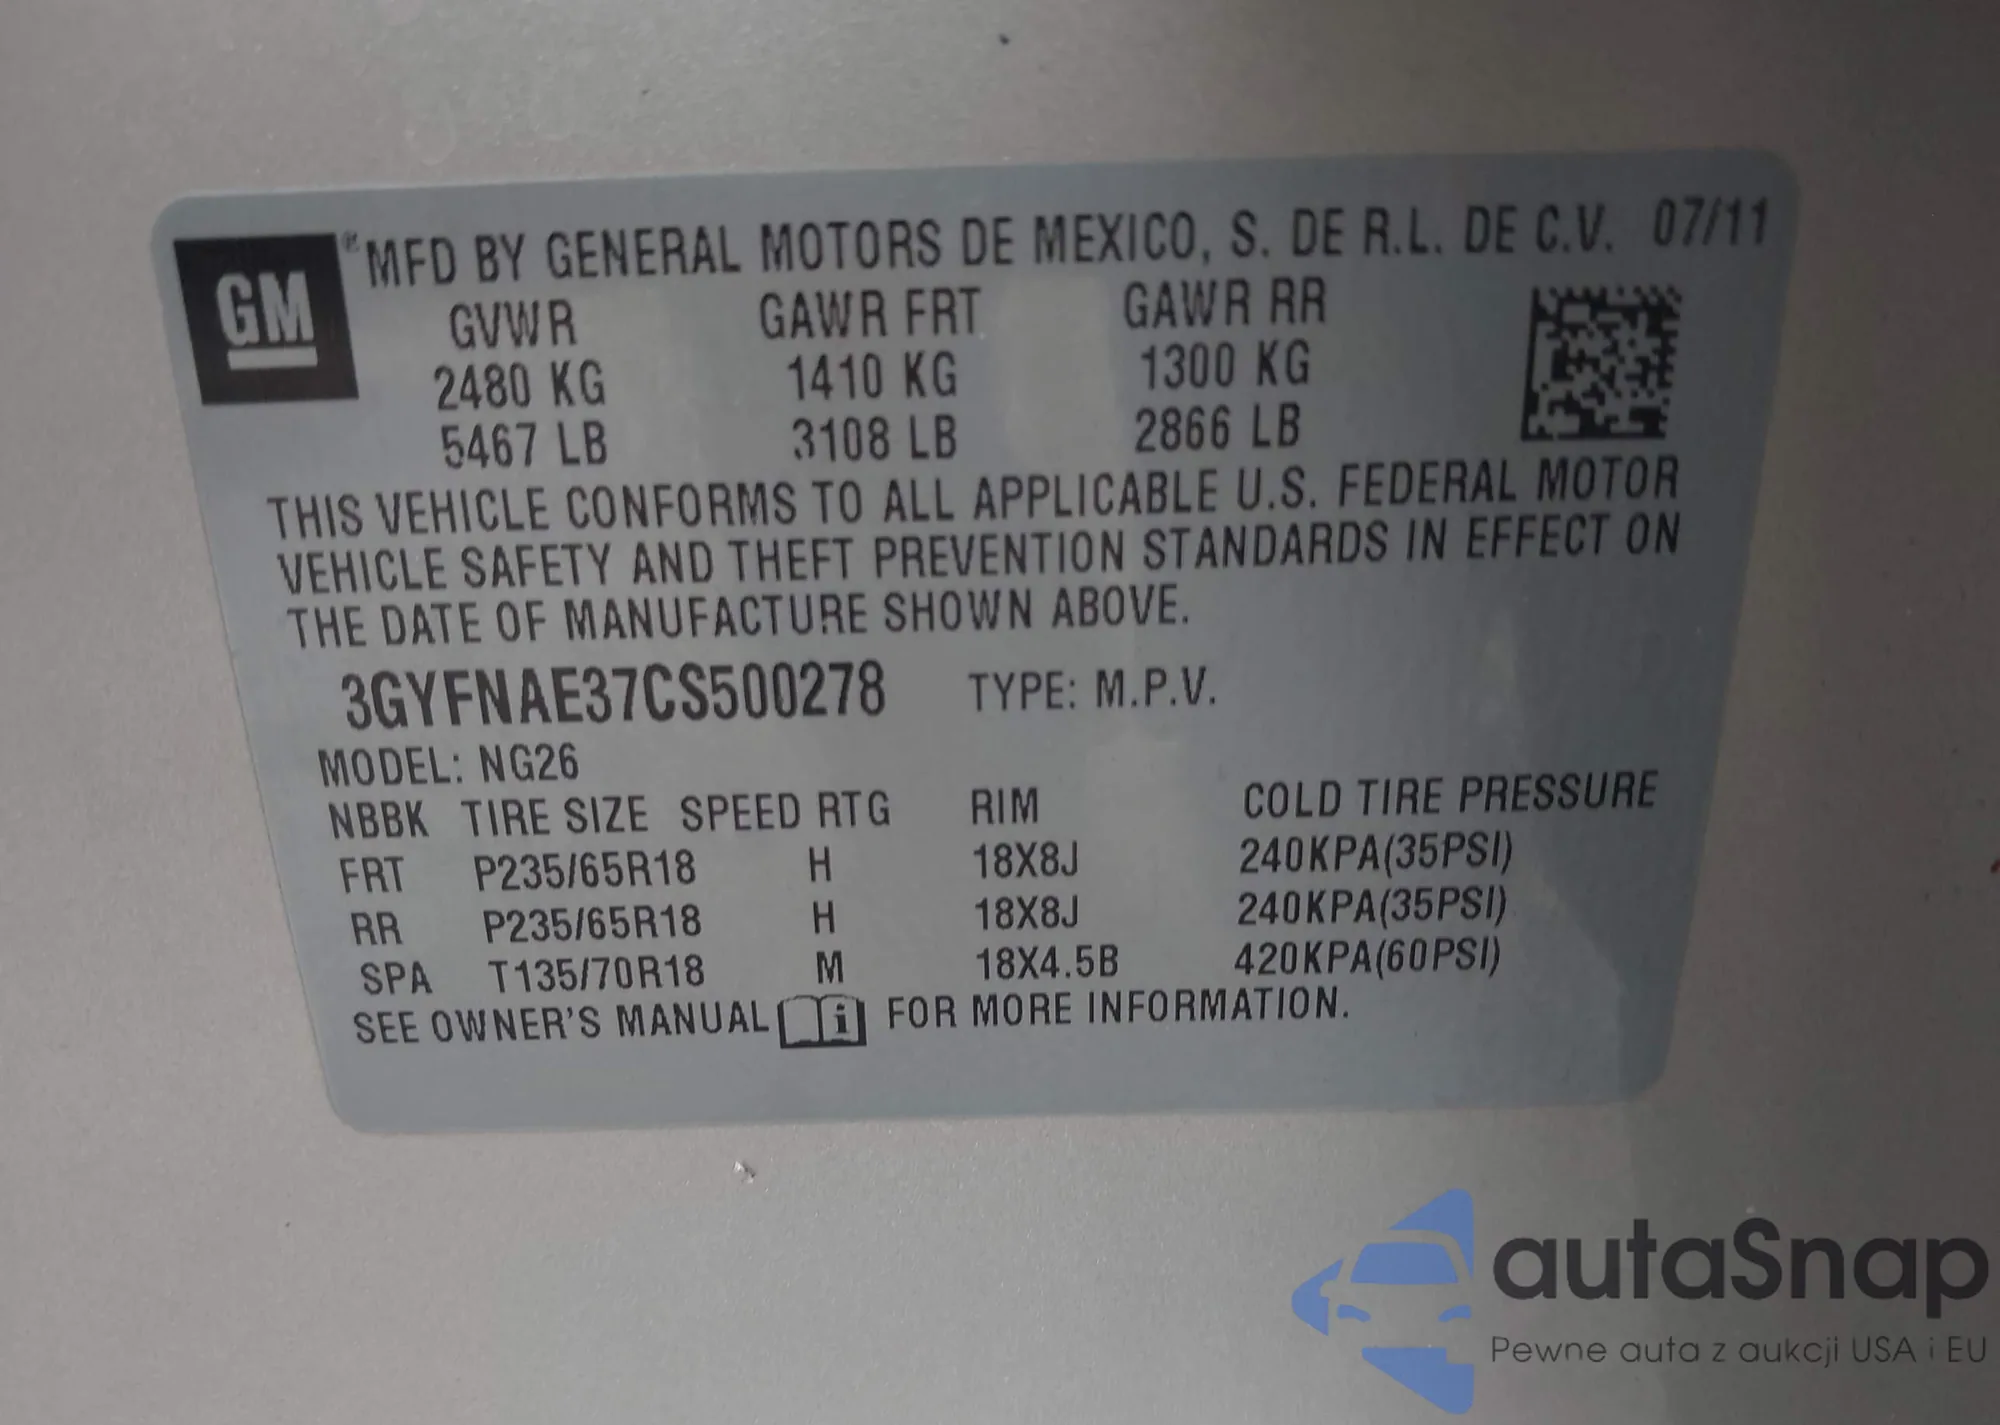 GM ® MFD BY GENERAL MOTORS DE MEXICO, S. DE R.L. DE C.V. 07/11
GVWR GAWR FRT GAWR RR
2480 KG 1410 KG 1300 KG
5467 LB 3108 LB 2866 LB
THIS VEHICLE CONFORMS TO ALL APPLICABLE U.S. FEDERAL MOTOR
VEHICLE SAFETY AND THEFT PREVENTION STANDARDS IN EFFECT ON
THE DATE OF MANUFACTURE SHOWN ABOVE.
3GYFNAE37CS500278 TYPE: M.P.V.
MODEL: NG26
NBBK TIRE SIZE SPEED RTG RIM COLD TIRE PRESSURE
FRT P235/65R18 H 18X8J 240KPA(35PSI)
RR P235/65R18 H 18X8J 240KPA(35PSI)
SPA T135/70R18 M 18X4.5B 420KPA(60PSI)
SEE OWNER'S MANUAL i FOR MORE INFORMATION.
autaSnap
Pewne auta z aukcji USA i EU